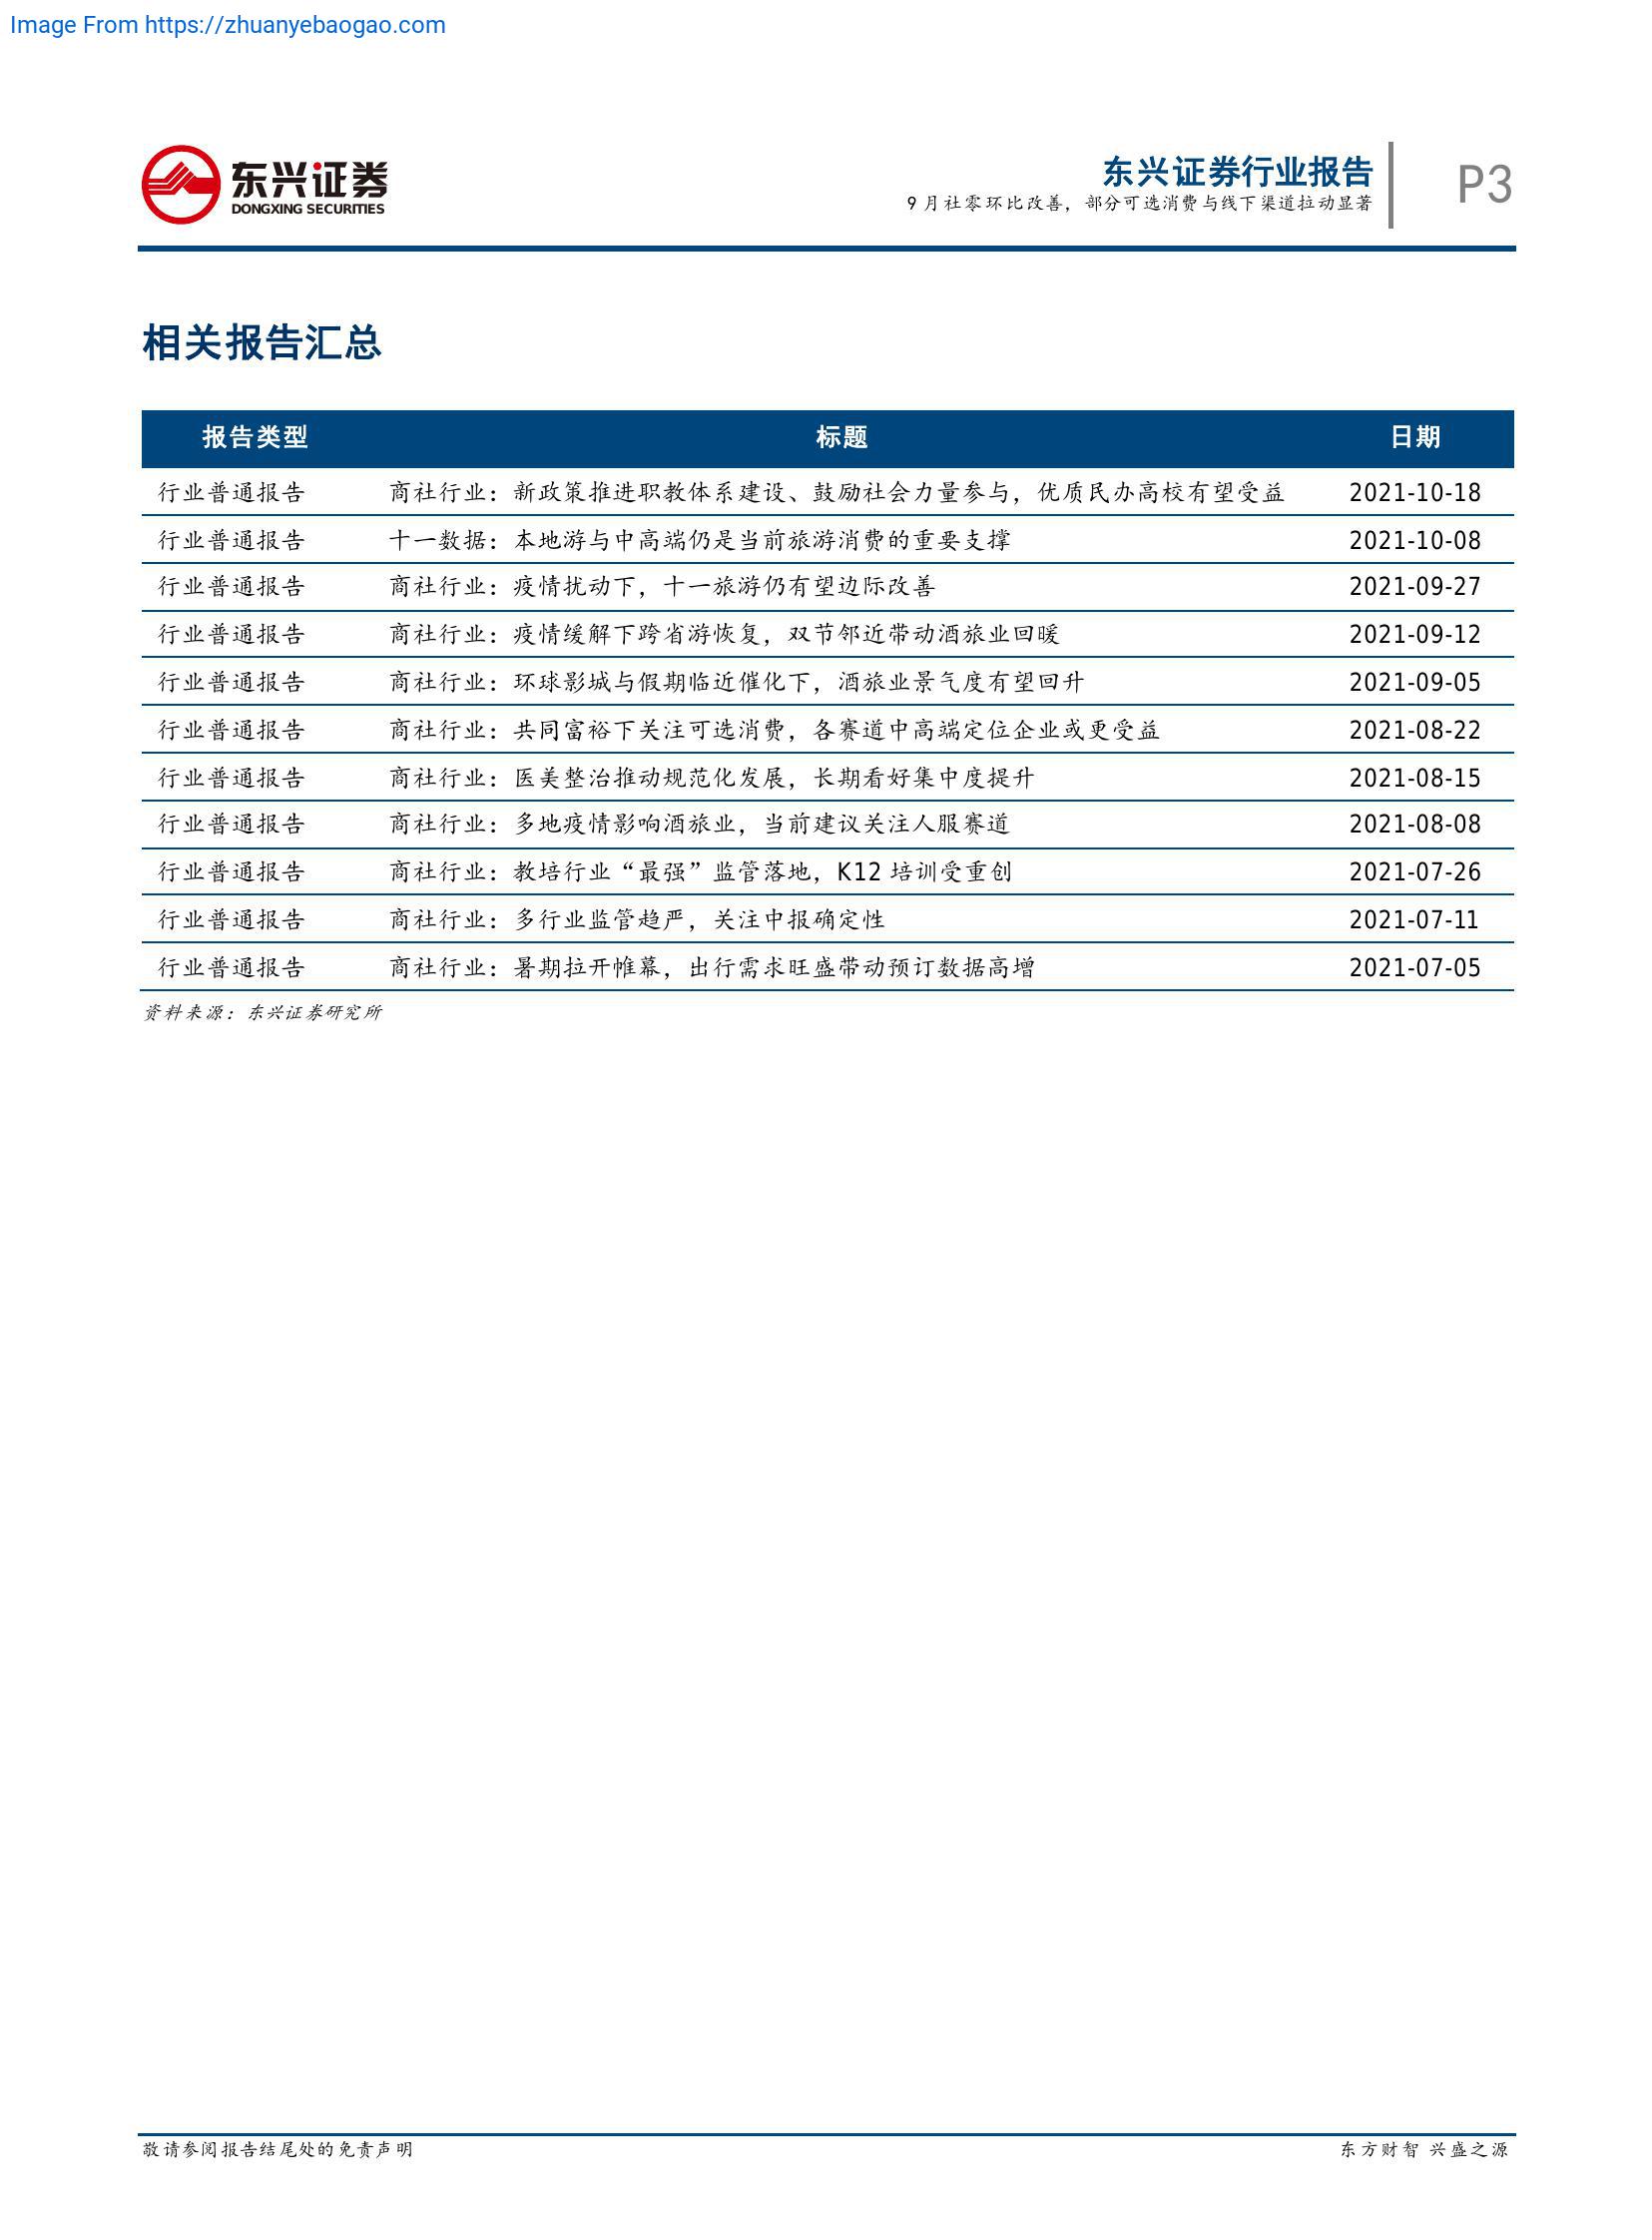 Image From https://zhuanyebaogao.com
东兴证券
DONGXING SECURITIES
东兴证券行业报告
9 月社零环比改善，部分可选消费与线下渠道拉动显著
P3
相关报告汇总
报告类型 标题 日期
行业普通报告 商社行业：新政策推进职教体系建设、鼓励社会力量参与，优质民办高校有望受益 2021-10-18
行业普通报告 十一数据：本地游与中高端仍是当前旅游消费的重要支撑 2021-10-08
行业普通报告 商社行业：疫情扰动下，十一旅游仍有望边际改善 2021-09-27
行业普通报告 商社行业：疫情缓解下跨省游恢复，双节邻近带动酒旅业回暖 2021-09-12
行业普通报告 商社行业：环球影城与假期临近催化下，酒旅业景气度有望回升 2021-09-05
行业普通报告 商社行业：共同富裕下关注可选消费，各赛道中高端定位企业或更受益 2021-08-22
行业普通报告 商社行业：医美整治推动规范化发展，长期看好集中度提升 2021-08-15
行业普通报告 商社行业：多地疫情影响酒旅业，当前建议关注人服赛道 2021-08-08
行业普通报告 商社行业：教培行业“最强”监管落地，K12 培训受重创 2021-07-26
行业普通报告 商社行业：多行业监管趋严，关注中报确定性 2021-07-11
行业普通报告 商社行业：暑期拉开帷幕，出行需求旺盛带动预订数据高增 2021-07-05
资料来源：东兴证券研究所
敬请参阅报告结尾处的免责声明 东方财智 兴盛之源